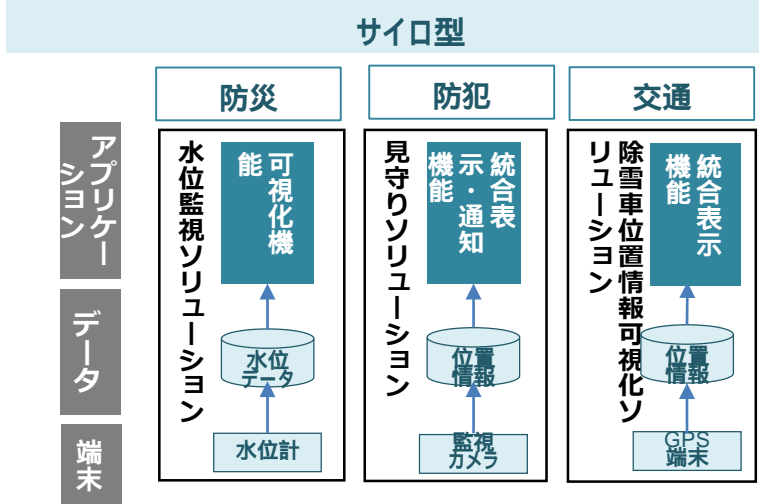 サイロ型
防災
防犯
交通
アプリケー
ション
データ
端末
水位監視ソリューション
可視化機
能
水位
データ
水位計
見守りソリューション
統合表
示・通知
機能
位置
情報
監視
カメラ
除雪車位置情報可視化ソ
リューション
統合表示
機能
位置
情報
GPS
端末